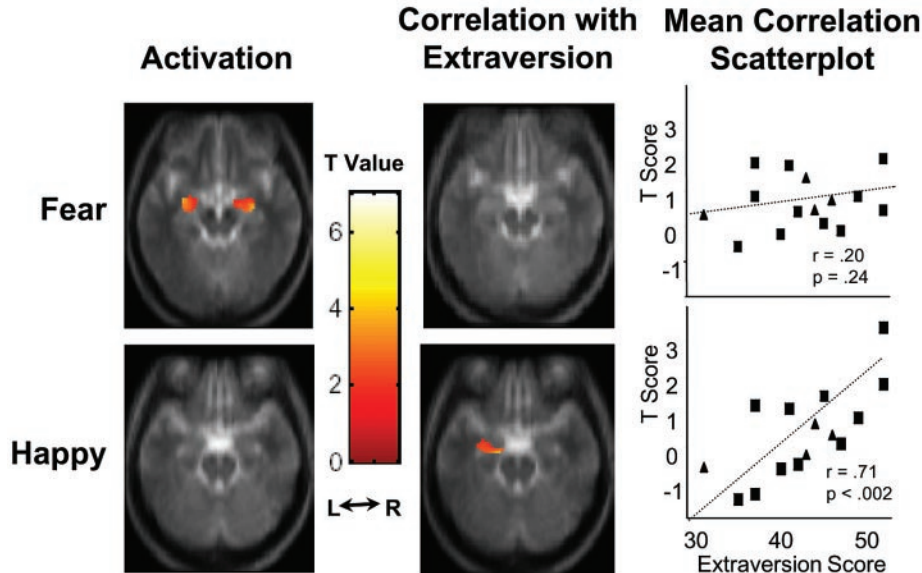 Activation
Correlation with
Extraversion
Mean Correlation
Scatterplot
Fear
T Value
6
4
2
0
L R
T Score
3
2
1
0
-1
r = .20
p = .24
Happy
T Score
3
2
1
0
-1
r = .71
p < .002
30 40 50
Extraversion Score